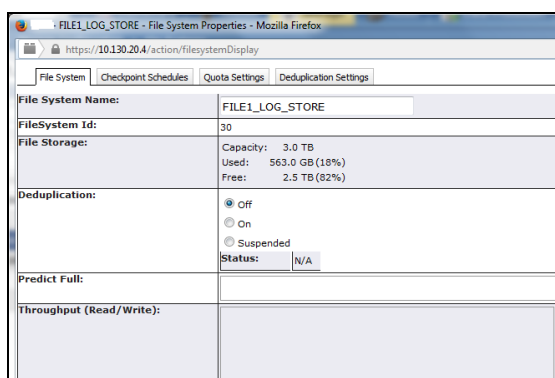 - FILE1_LOG_STORE - File System Properties - Mozilla Firefox
https://10.130.20.4/action/filesystemDisplay
File System Checkpoint Schedules Quota Settings Deduplication Settings
File System Name: FILE1_LOG_STORE
FileSystem Id: 30
File Storage: Capacity: 3.0 TB
Used: 563.0 GB (18%)
Free: 2.5 TB (82%)
Deduplication: Off
On
Suspended
Status: N/A
Predict Full:
Throughput (Read/Write):